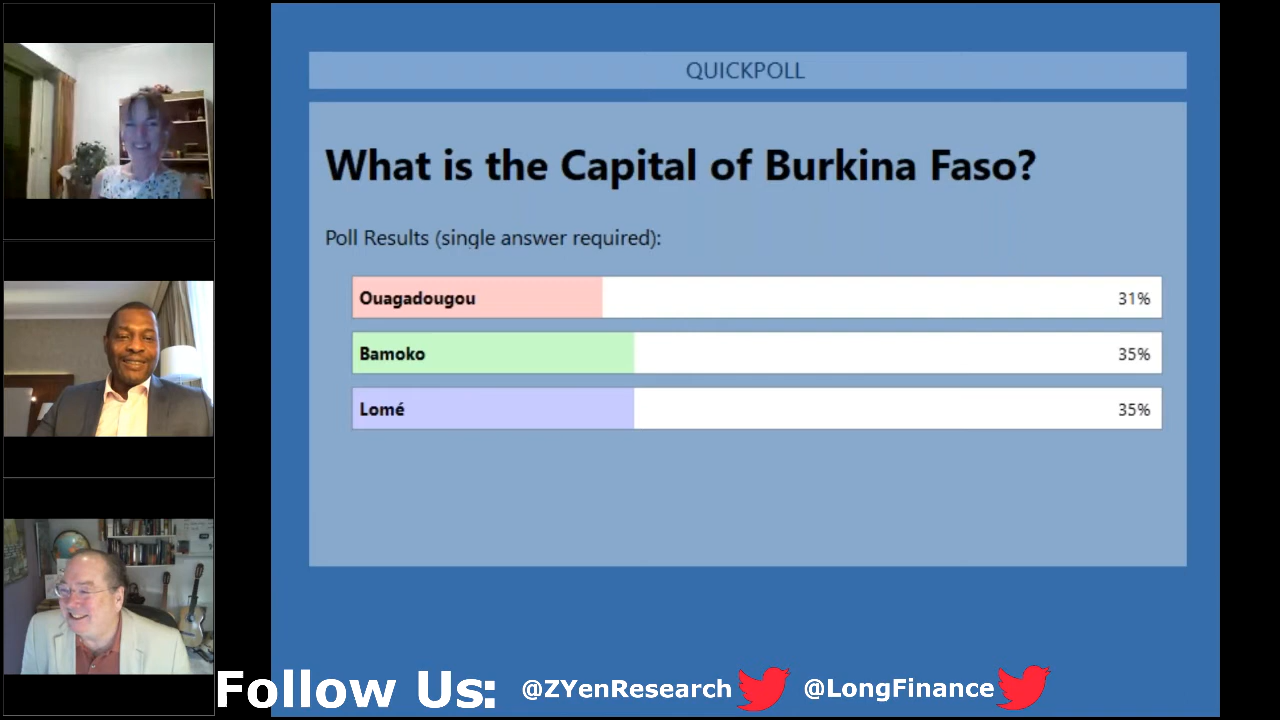 QUICKPOLL
What is the Capital of Burkina Faso?
Poll Results (single answer required):
Ouagadougou 31%
Bamoko 35%
Lomé 35%
Follow Us: @ZYenResearch @LongFinance